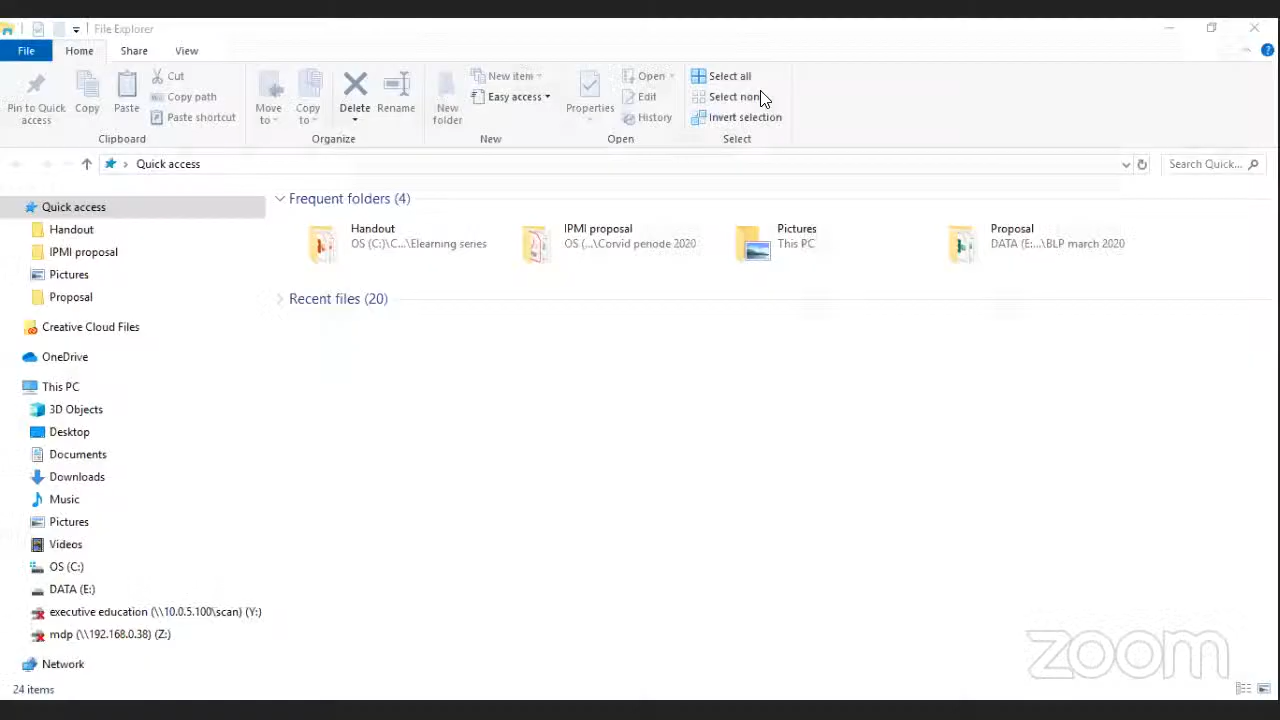 File Explorer
File Home Share View
Pin to Quick access
Copy
Paste
Cut
Copy path
Paste shortcut
Clipboard
Move to
Copy to
Delete
Rename
Organize
New folder
New item
Easy access
New
Properties
Open
Edit
History
Open
Select all
Select non
Invert selection
Select
Quick access
Search Quick...
Quick access
Handout
IPMI proposal
Pictures
Proposal
Creative Cloud Files
OneDrive
This PC
3D Objects
Desktop
Documents
Downloads
Music
Pictures
Videos
OS (C:)
DATA (E:)
executive education (\\10.0.5.100\scan) (Y:)
mdp (\\192.168.0.38) (Z:)
Network
Frequent folders (4)
Handout
OS (C:)\C...\Elearning series
IPMI proposal
OS (...\Corvid periode 2020
Pictures
This PC
Proposal
DATA (E:...\BLP march 2020
Recent files (20)
24 items
zoom